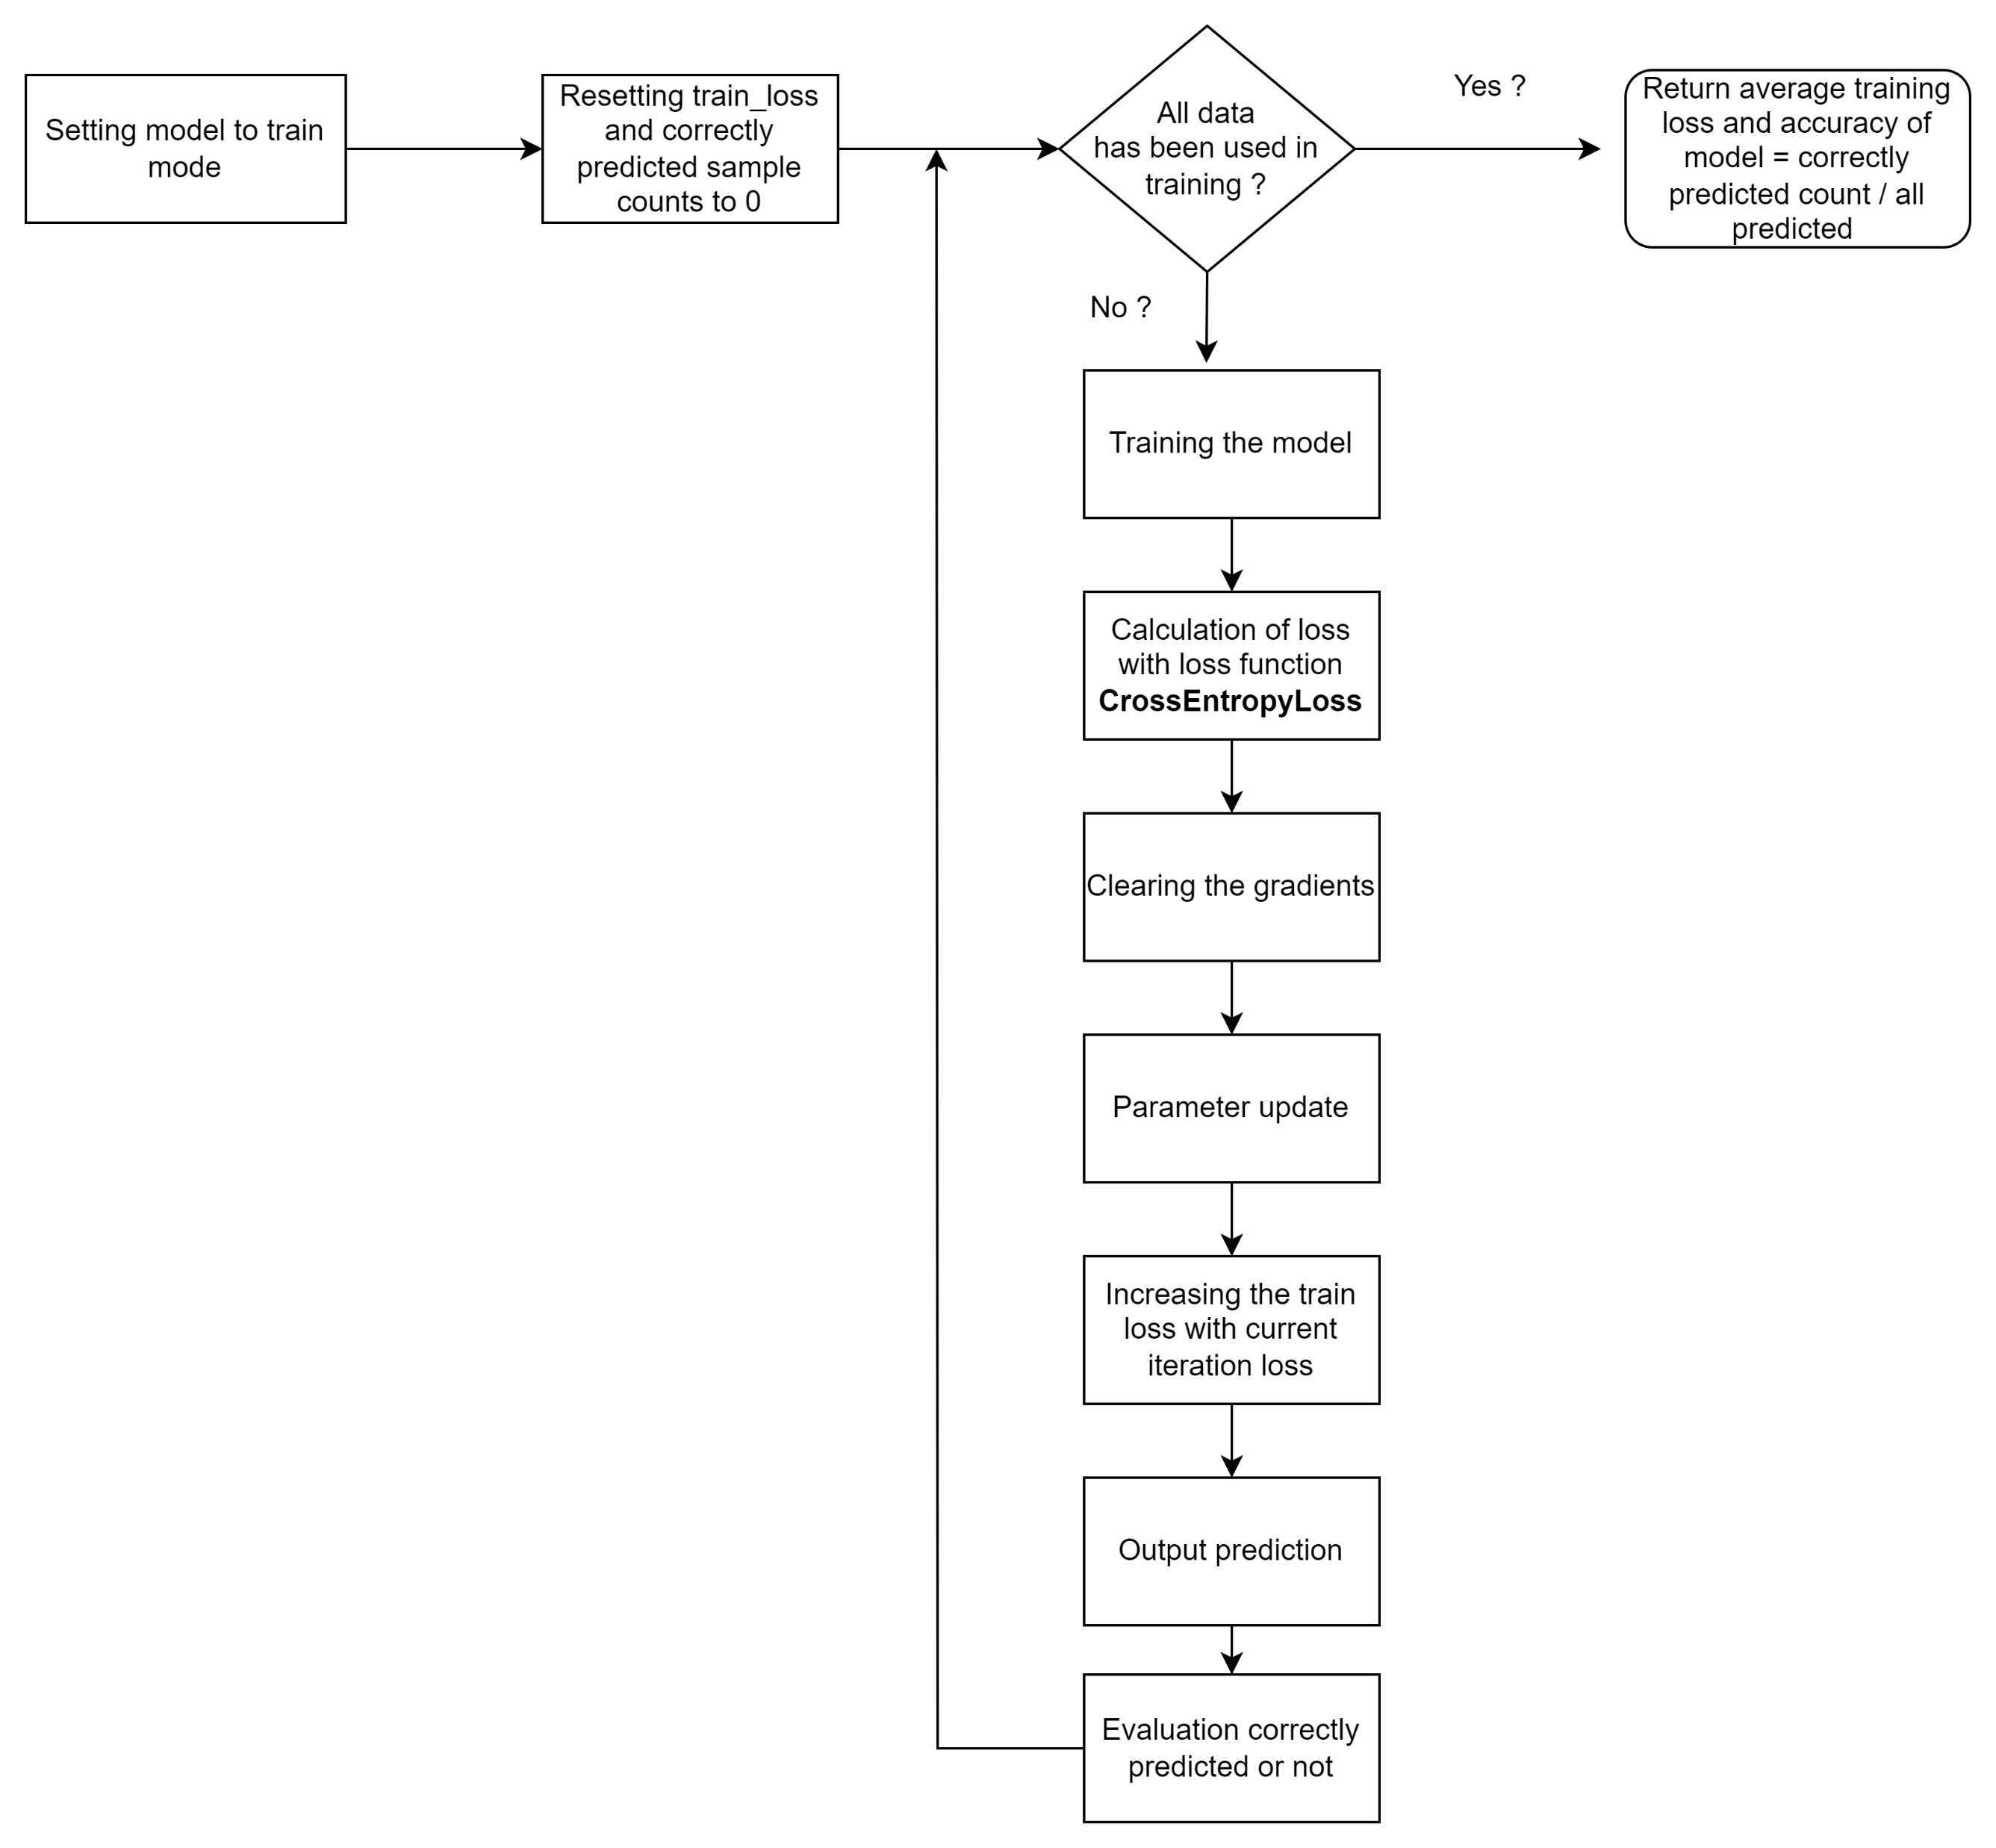 Setting model to train
mode
Resetting train_loss
and correctly
predicted sample
counts to 0
All data
has been used in
training ?
Yes ?
Return average training
loss and accuracy of
model = correctly
predicted count / all
predicted
No ?
Training the model
Calculation of loss
with loss function
CrossEntropyLoss
Clearing the gradients
Parameter update
Increasing the train
loss with current
iteration loss
Output prediction
Evaluation correctly
predicted or not